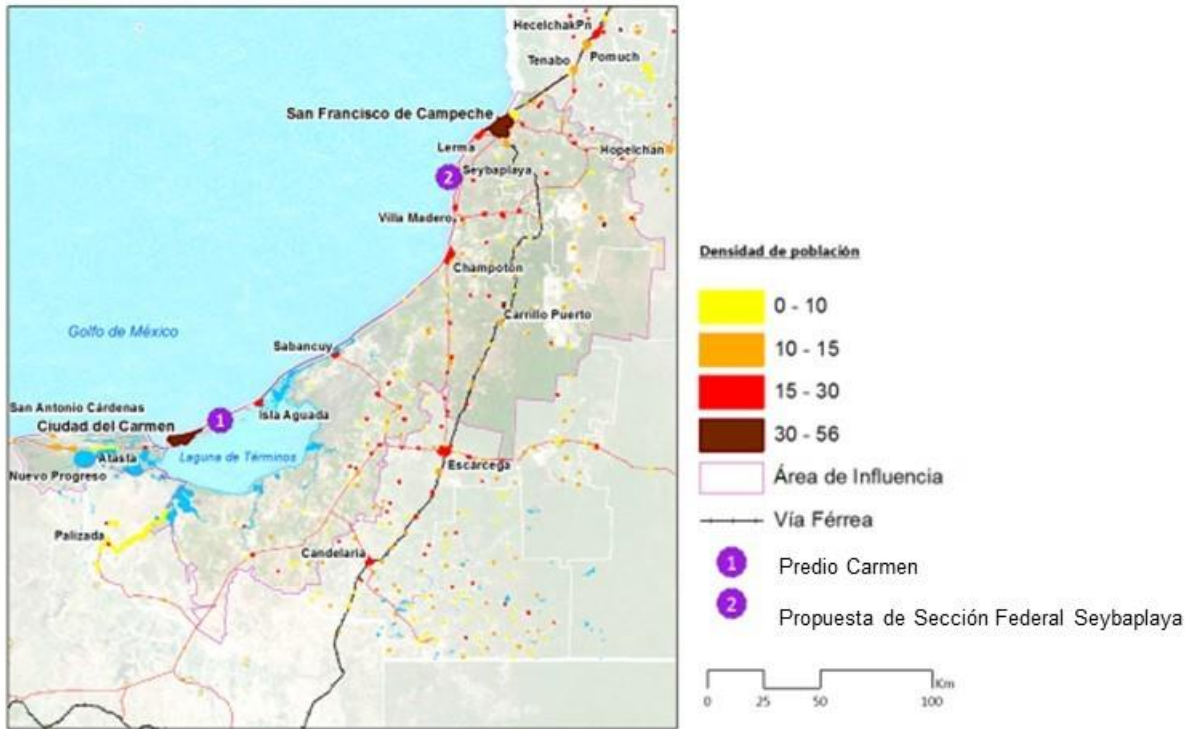 HecelchakPn
Tenabo
Pomuch
San Francisco de Campeche
Lerma
Hopelchan
2
Seybaplaya
Villa Madero
Champotón
Carrillo Puerto
Golfo de México
Sabancuy
San Antonio Cárdenas
1
Isla Aguada
Ciudad del Carmen
Atasta
Laguna de Términos
Nuevo Progreso
Escárcega
Palizada
Candelaria
Densidad de población
0 - 10
10 - 15
15 - 30
30 - 56
Área de Influencia
Vía Férrea
1 Predio Carmen
2 Propuesta de Sección Federal Seybaplaya
Km
0 25 50 100